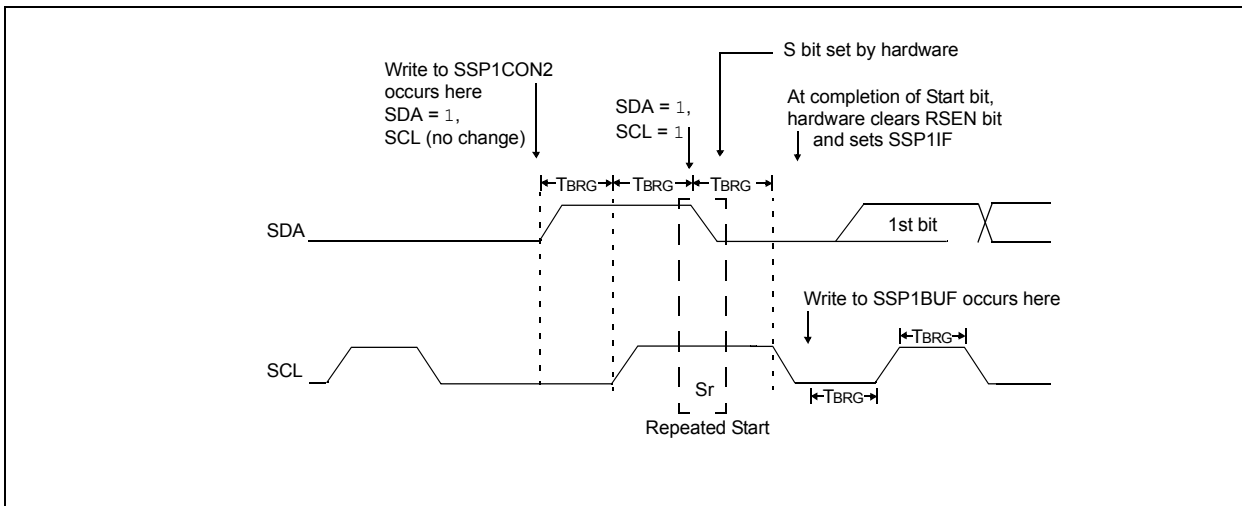 S bit set by hardware
Write to SSP1CON2
occurs here
SDA = 1,
SCL (no change)
SDA = 1,
SCL = 1
At completion of Start bit,
hardware clears RSEN bit
and sets SSP1IF
TBRG TBRG TBRG
SDA
1st bit
Write to SSP1BUF occurs here
TBRG
SCL
Sr
TBRG
Repeated Start